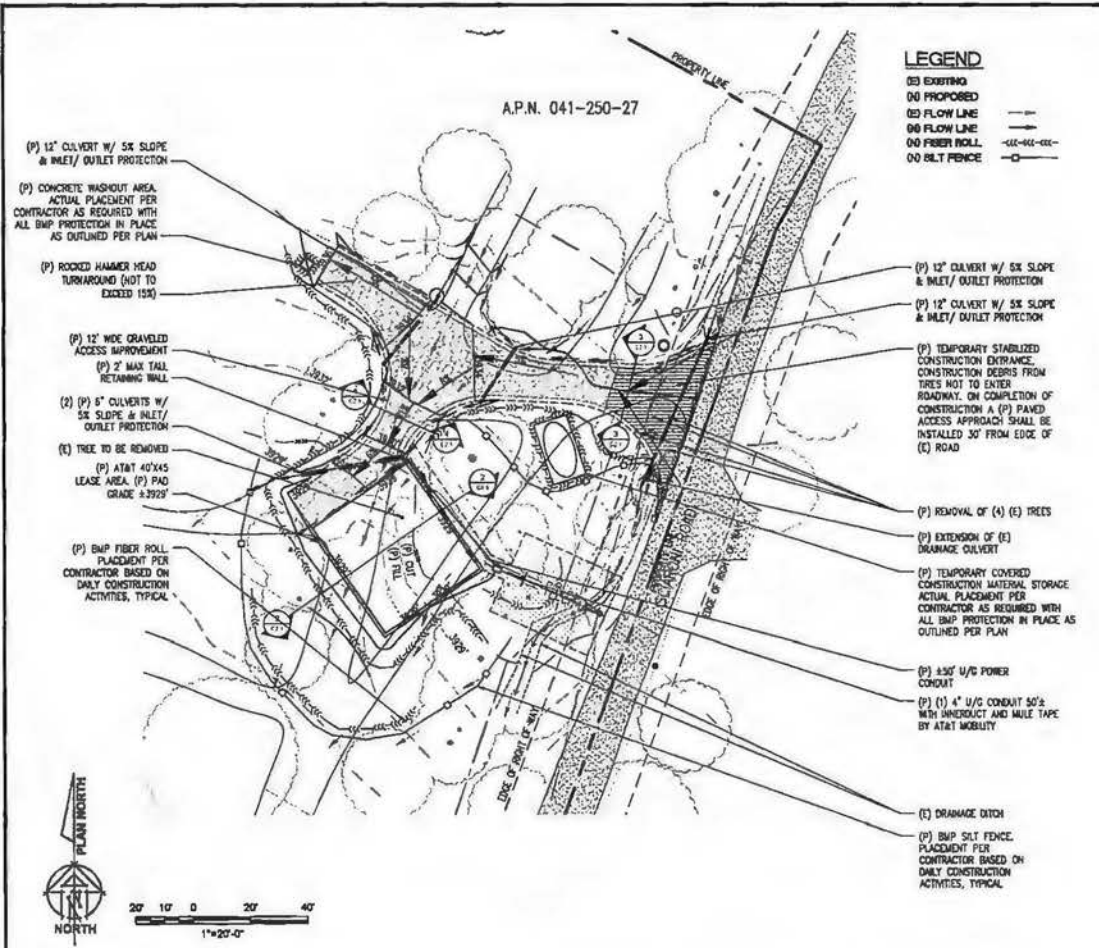 PROPERTY LINE
A.P.N. 041-250-27
LEGEND
(E) EXISTING
(P) PROPOSED
(E) FLOW LINE
(P) FLOW LINE
(P) FIBER ROLL
(P) SILT FENCE
(P) 12" CULVERT W/ 5% SLOPE
& INLET/ OUTLET PROTECTION
(P) CONCRETE WASHOUT AREA.
ACTUAL PLACEMENT PER
CONTRACTOR AS REQUIRED WITH
ALL BMP PROTECTION IN PLACE
AS OUTLINED PER PLAN
(P) ROCKED HAMMER HEAD
TURNAROUND (NOT TO
EXCEED 15%)
(P) 12' WIDE GRAVELED
ACCESS IMPROVEMENT
(P) 2' MAX TALL
RETAINING WALL
(2) (P) 6" CULVERTS W/
5% SLOPE & INLET/
OUTLET PROTECTION
(E) TREE TO BE REMOVED
(P) AT&T 40'X45
LEASE AREA. (P) PAD
GRADE ±3929'
(P) BMP FIBER ROLL.
PLACEMENT PER
CONTRACTOR BASED ON
DAILY CONSTRUCTION
ACTIVITIES, TYPICAL
(P) CUT
(P) FILL
3929'
EDGE OF RIGHT OF WAY
EDGE OF RIGHT OF WAY
(P) 12" CULVERT W/ 5% SLOPE
& INLET/ OUTLET PROTECTION
(P) 12" CULVERT W/ 5% SLOPE
& INLET/ OUTLET PROTECTION
(P) TEMPORARY STABILIZED
CONSTRUCTION ENTRANCE.
CONSTRUCTION DEBRIS FROM
TIRES NOT TO ENTER
ROADWAY. ON COMPLETION OF
CONSTRUCTION A (P) PAVED
ACCESS APPROACH SHALL BE
INSTALLED 30' FROM EDGE OF
(E) ROAD
(P) REMOVAL OF (4) (E) TREES
(P) EXTENSION OF (E)
DRAINAGE CULVERT
(P) TEMPORARY COVERED
CONSTRUCTION MATERIAL STORAGE
ACTUAL PLACEMENT PER
CONTRACTOR AS REQUIRED WITH
ALL BMP PROTECTION IN PLACE AS
OUTLINED PER PLAN
(P) ±50' U/G POWER
CONDUIT
(P) (1) 4" U/G CONDUIT 50'±
WITH INNERDUCT AND MULE TAPE
BY AT&T MOBILITY
(E) DRAINAGE DITCH
(P) BMP SILT FENCE.
PLACEMENT PER
CONTRACTOR BASED ON
DAILY CONSTRUCTION
ACTIVITIES, TYPICAL
PLAN NORTH
NORTH
20' 10' 0 20' 40'
1"=20'-0"